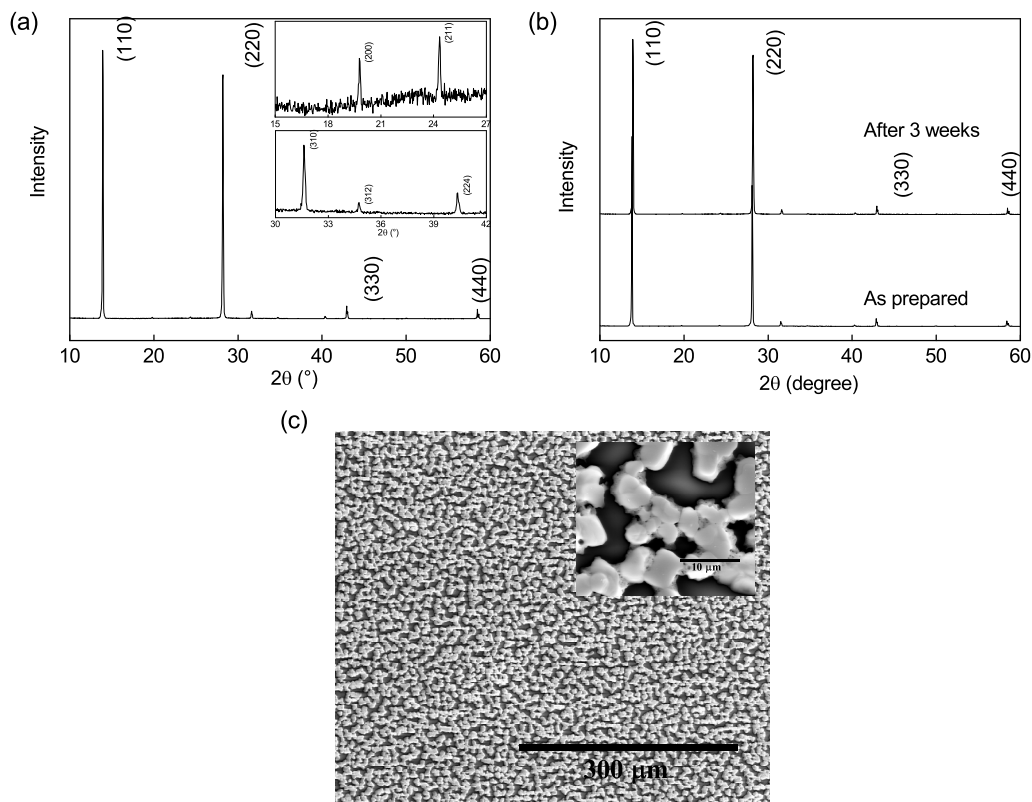 (a)
(110)
(220)
(330)
(440)
Intensity
10 20 30 40 50 60
2θ (°)
(200)
(211)
15 18 21 24 27
(310)
(312)
(224)
30 33 36 39 42
2θ (°)
(b)
(110)
(220)
After 3 weeks
(330)
(440)
As prepared
Intensity
10 20 30 40 50 60
2θ (degree)
(c)
10 μm
300 μm